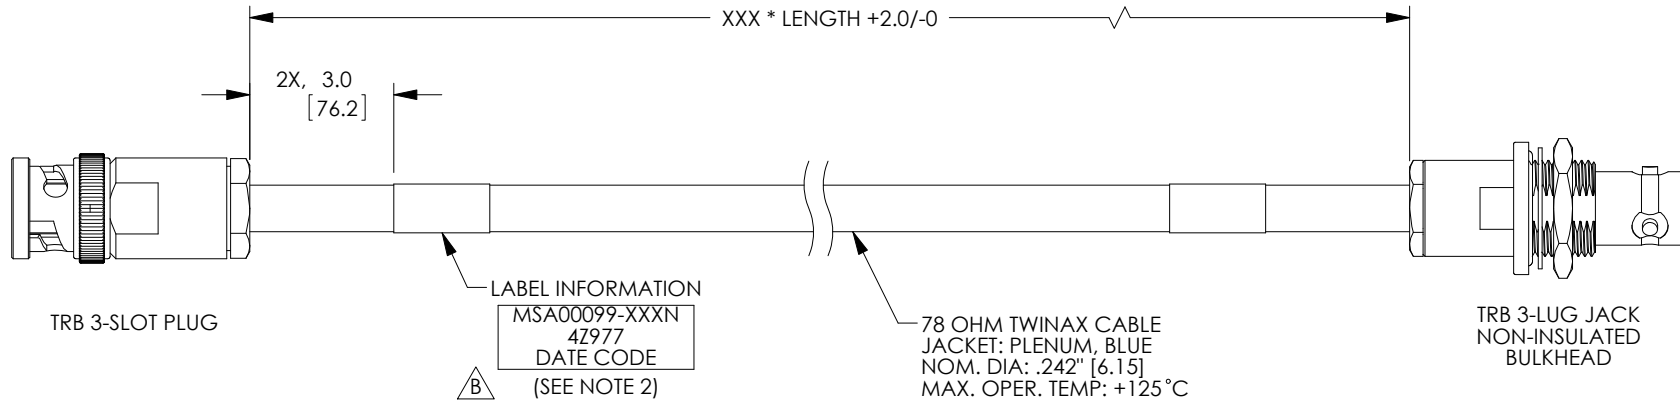 XXX * LENGTH +2.0/-0
2X, 3.0
[76.2]
TRB 3-SLOT PLUG
LABEL INFORMATION
MSA00099-XXXN
4Z977
DATE CODE
B
(SEE NOTE 2)
78 OHM TWINAX CABLE
JACKET: PLENUM, BLUE
NOM. DIA: .242" [6.15]
MAX. OPER. TEMP: +125°C
TRB 3-LUG JACK
NON-INSULATED
BULKHEAD